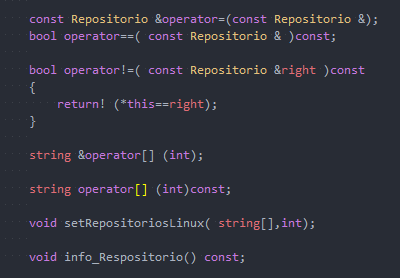 const Repositorio &operator=(const Repositorio &);
bool operator==( const Repositorio & )const;
bool operator!=( const Repositorio &right )const
{
return! (*this==right);
}
string &operator[] (int);
string operator[] (int)const;
void setRepositoriosLinux( string[],int);
void info_Respositorio() const;